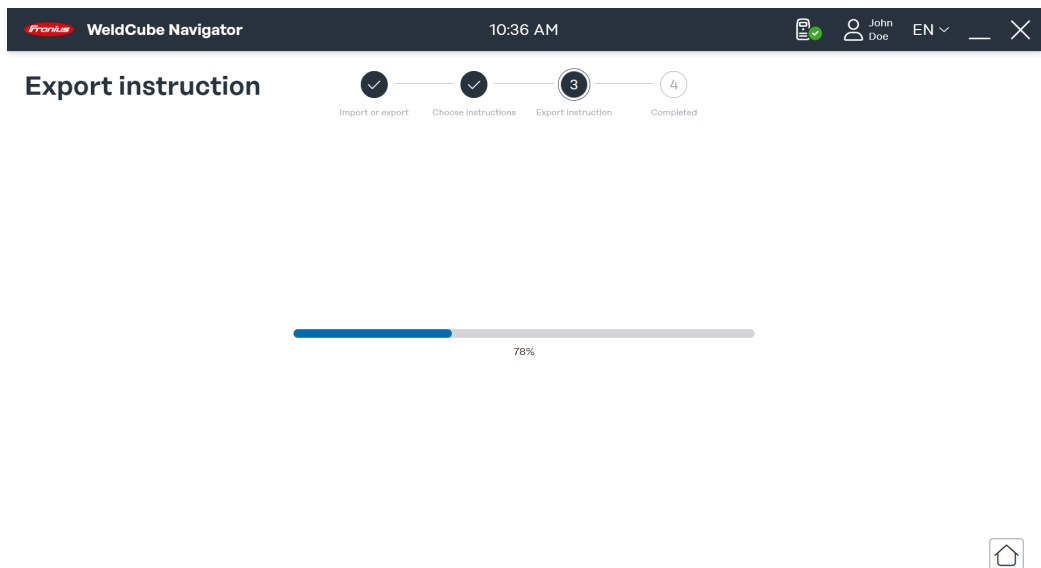 Fronius WeldCube Navigator 10:36 AM John Doe EN
Export instruction
3 4
Import or export Choose instructions Export instruction Completed
78%